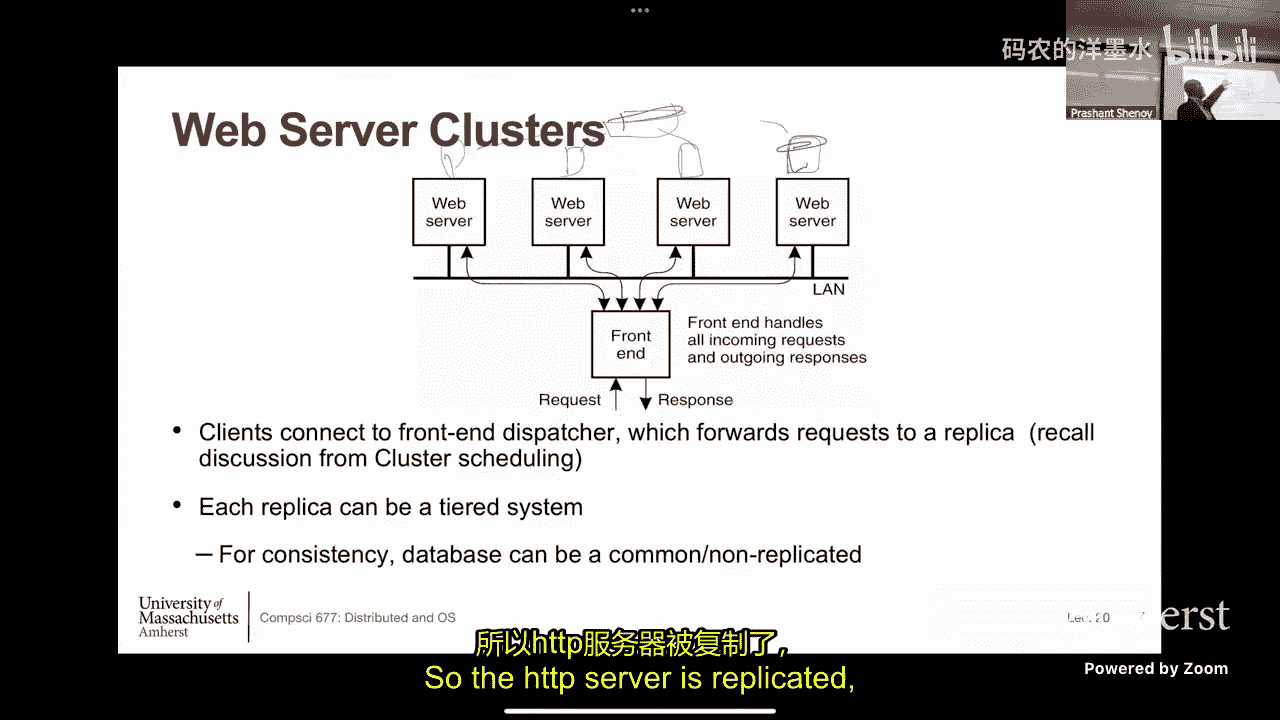 码农的洋墨水 bilibili
Prashant Shenoy
Web Server Clusters
Web server
Web server
Web server
Web server
LAN
Front end
Front end handles
all incoming requests
and outgoing responses
Request
Response
• Clients connect to front-end dispatcher, which forwards requests to a replica (recall
discussion from Cluster scheduling)
• Each replica can be a tiered system
– For consistency, database can be a common/non-replicated
University of
Massachusetts
Amherst
Compsci 677: Distributed and OS
Lec. 20
erst
所以http服务器被复制了,
So the http server is replicated,
Powered by Zoom